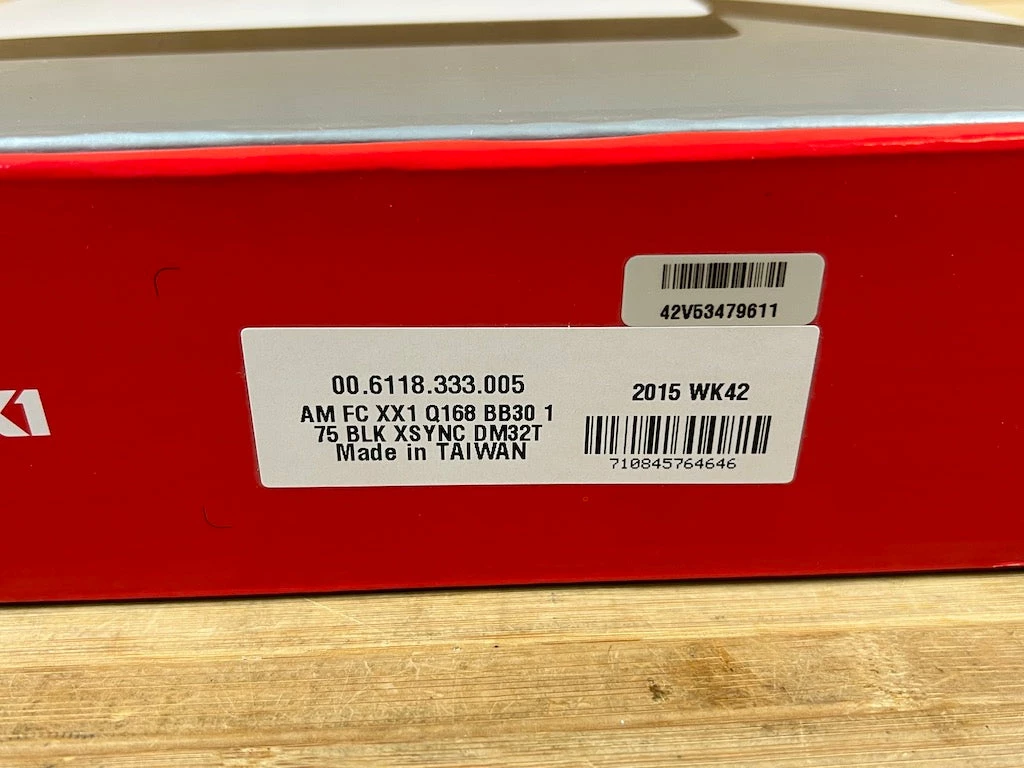 42V53479611
00.6118.333.005
AM FC XX1 Q168 BB30 1
75 BLK XSYNC DM32T
Made in TAIWAN
2015 WK42
710845764646
X1